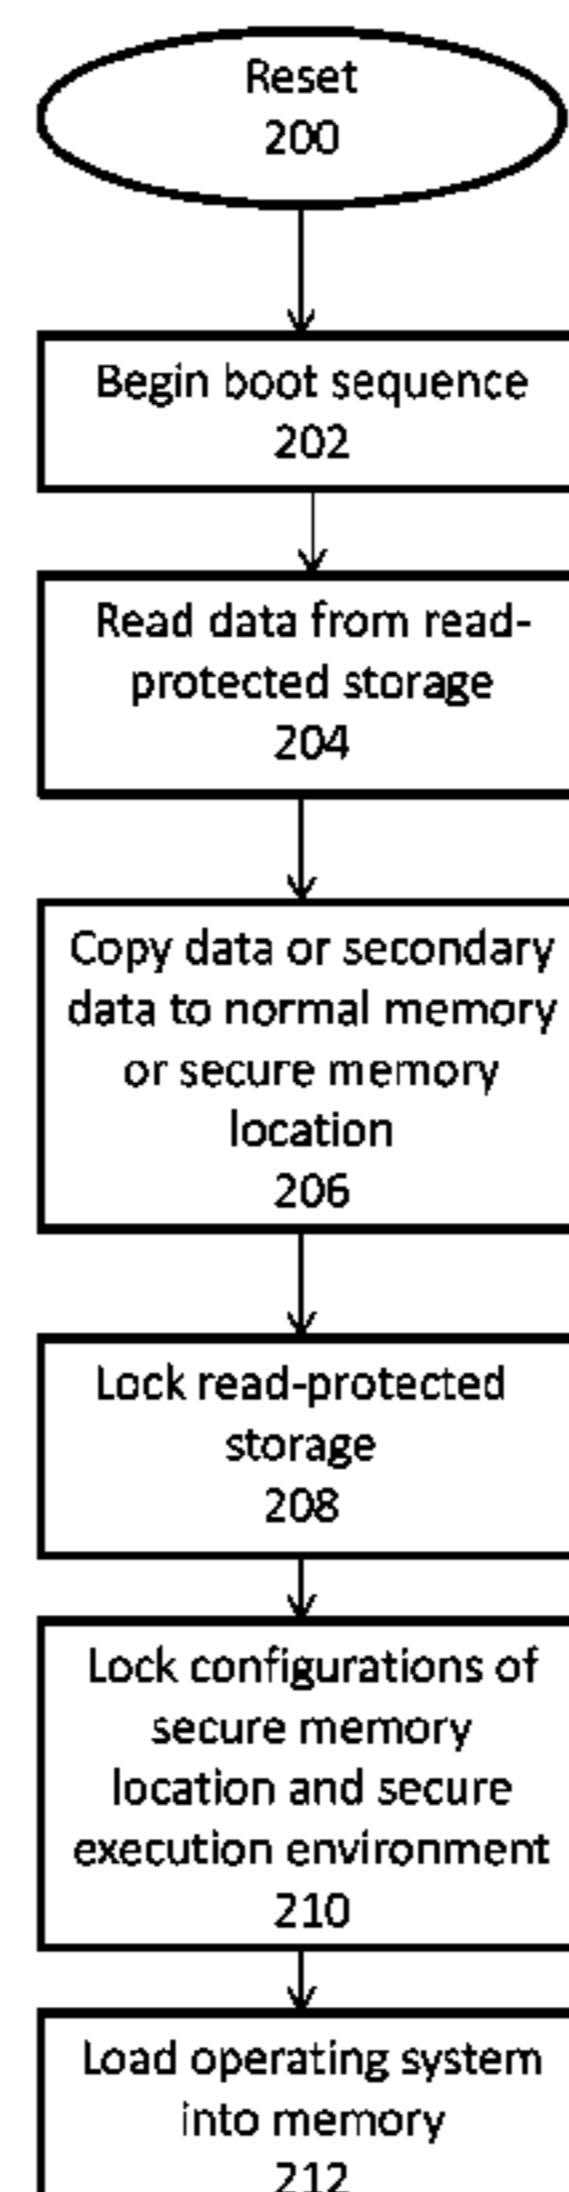 Reset
200
Begin boot sequence
202
Read data from read-
protected storage
204
Copy data or secondary
data to normal memory
or secure memory
location
206
Lock read-protected
storage
208
Lock configurations of
secure memory
location and secure
execution environment
210
Load operating system
into memory
212